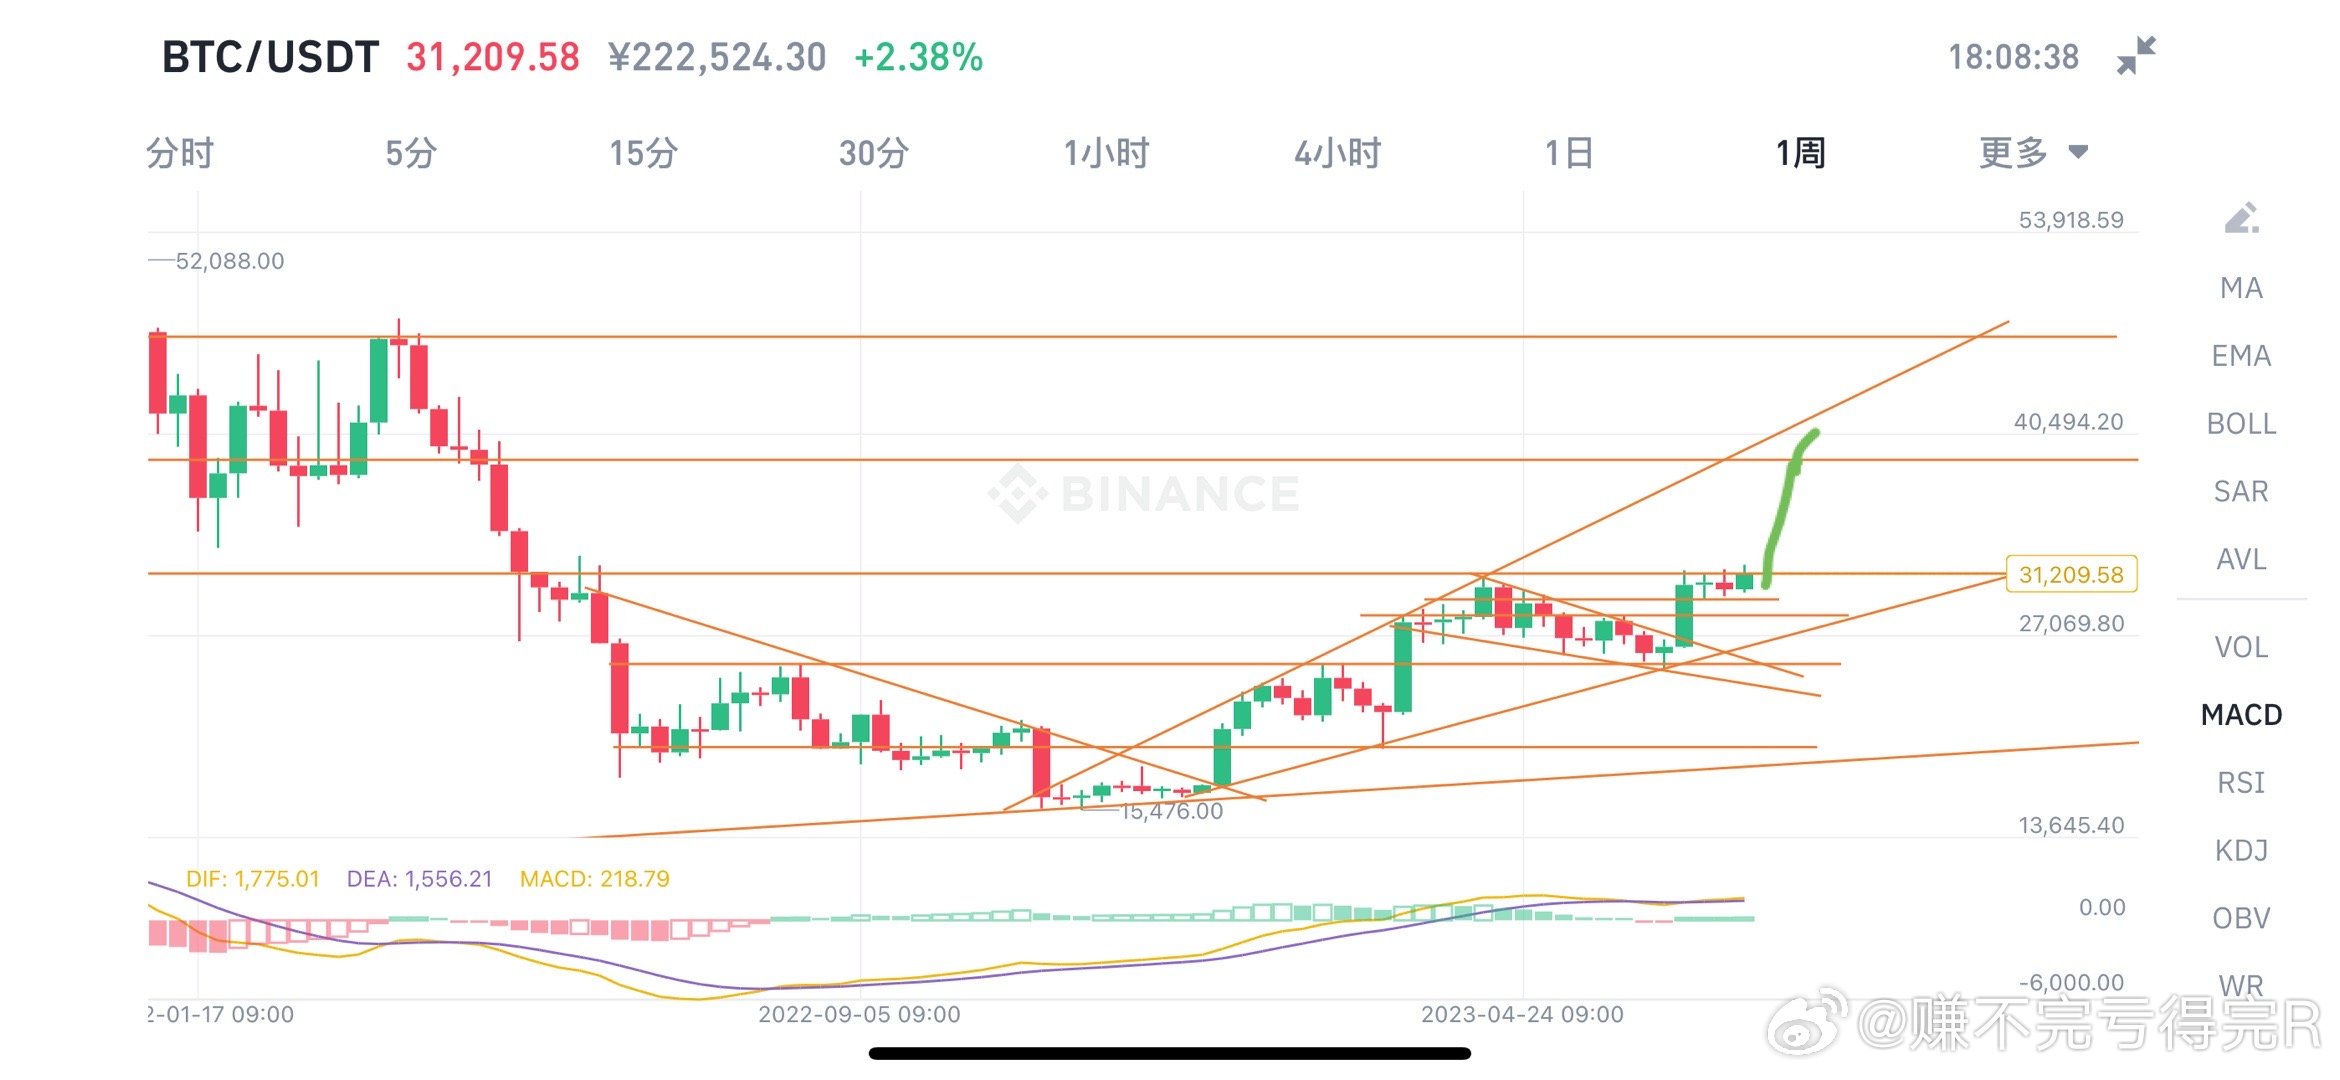 BTC/USDT 31,209.58 ¥222,524.30 +2.38% 18:08:38
分时 5分 15分 30分 1小时 4小时 1日 1周 更多
53,918.59
52,088.00
MA
EMA
40,494.20
BOLL
BINANCE
SAR
AVL
31,209.58
27,069.80
VOL
MACD
RSI
15,476.00
13,645.40
KDJ
DIF: 1,775.01 DEA: 1,556.21 MACD: 218.79
0.00
OBV
-6,000.00
WR
2-01-17 09:00 2022-09-05 09:00 2023-04-24 09:00
@赚不完亏得完R